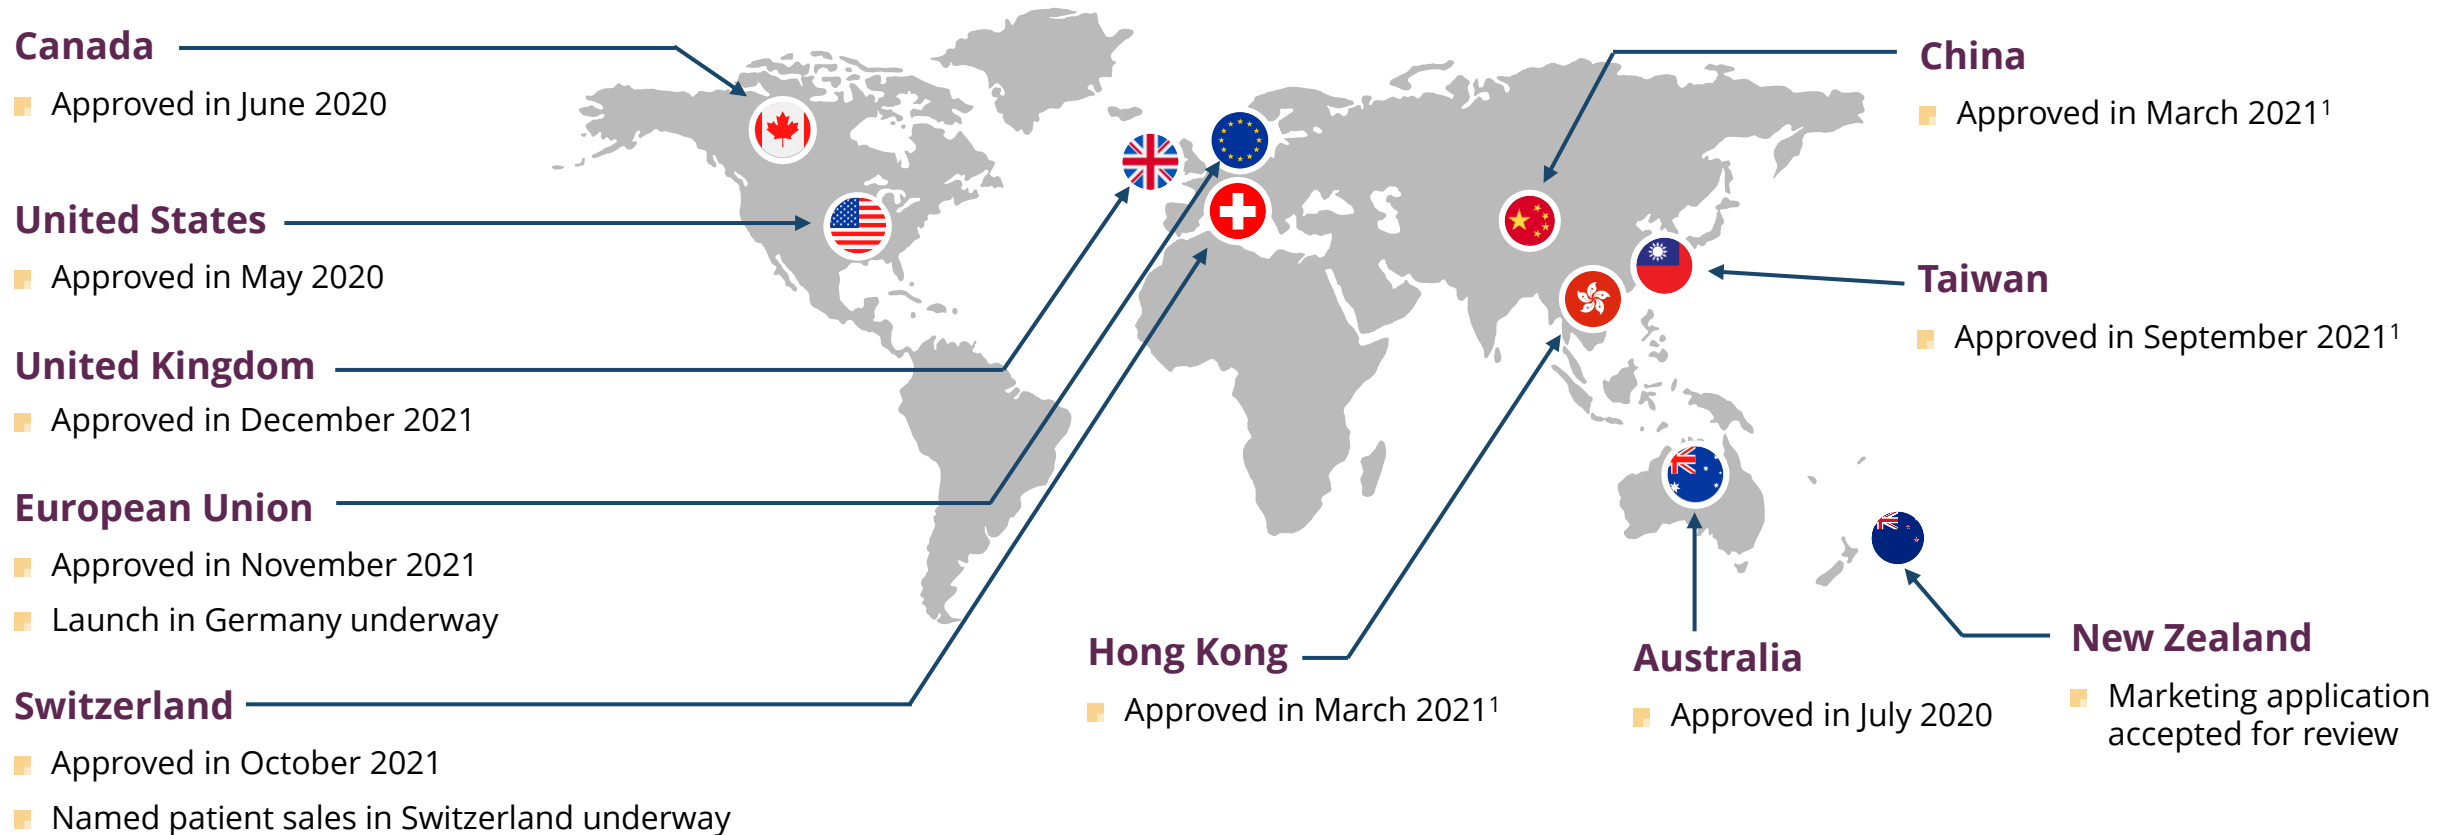 Canada
Approved in June 2020
United States
Approved in May 2020
United Kingdom
Approved in December 2021
European Union
Approved in November 2021
Launch in Germany underway
Switzerland
Approved in October 2021
Named patient sales in Switzerland underway
Hong Kong
Approved in March 2021¹
Australia
Approved in July 2020
China
Approved in March 2021¹
Taiwan
Approved in September 2021¹
New Zealand
Marketing application
accepted for review